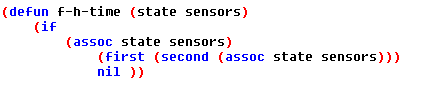 (defun f-h-time (state sensors)
(if
(assoc state sensors)
(first (second (assoc state sensors)))
nil ))